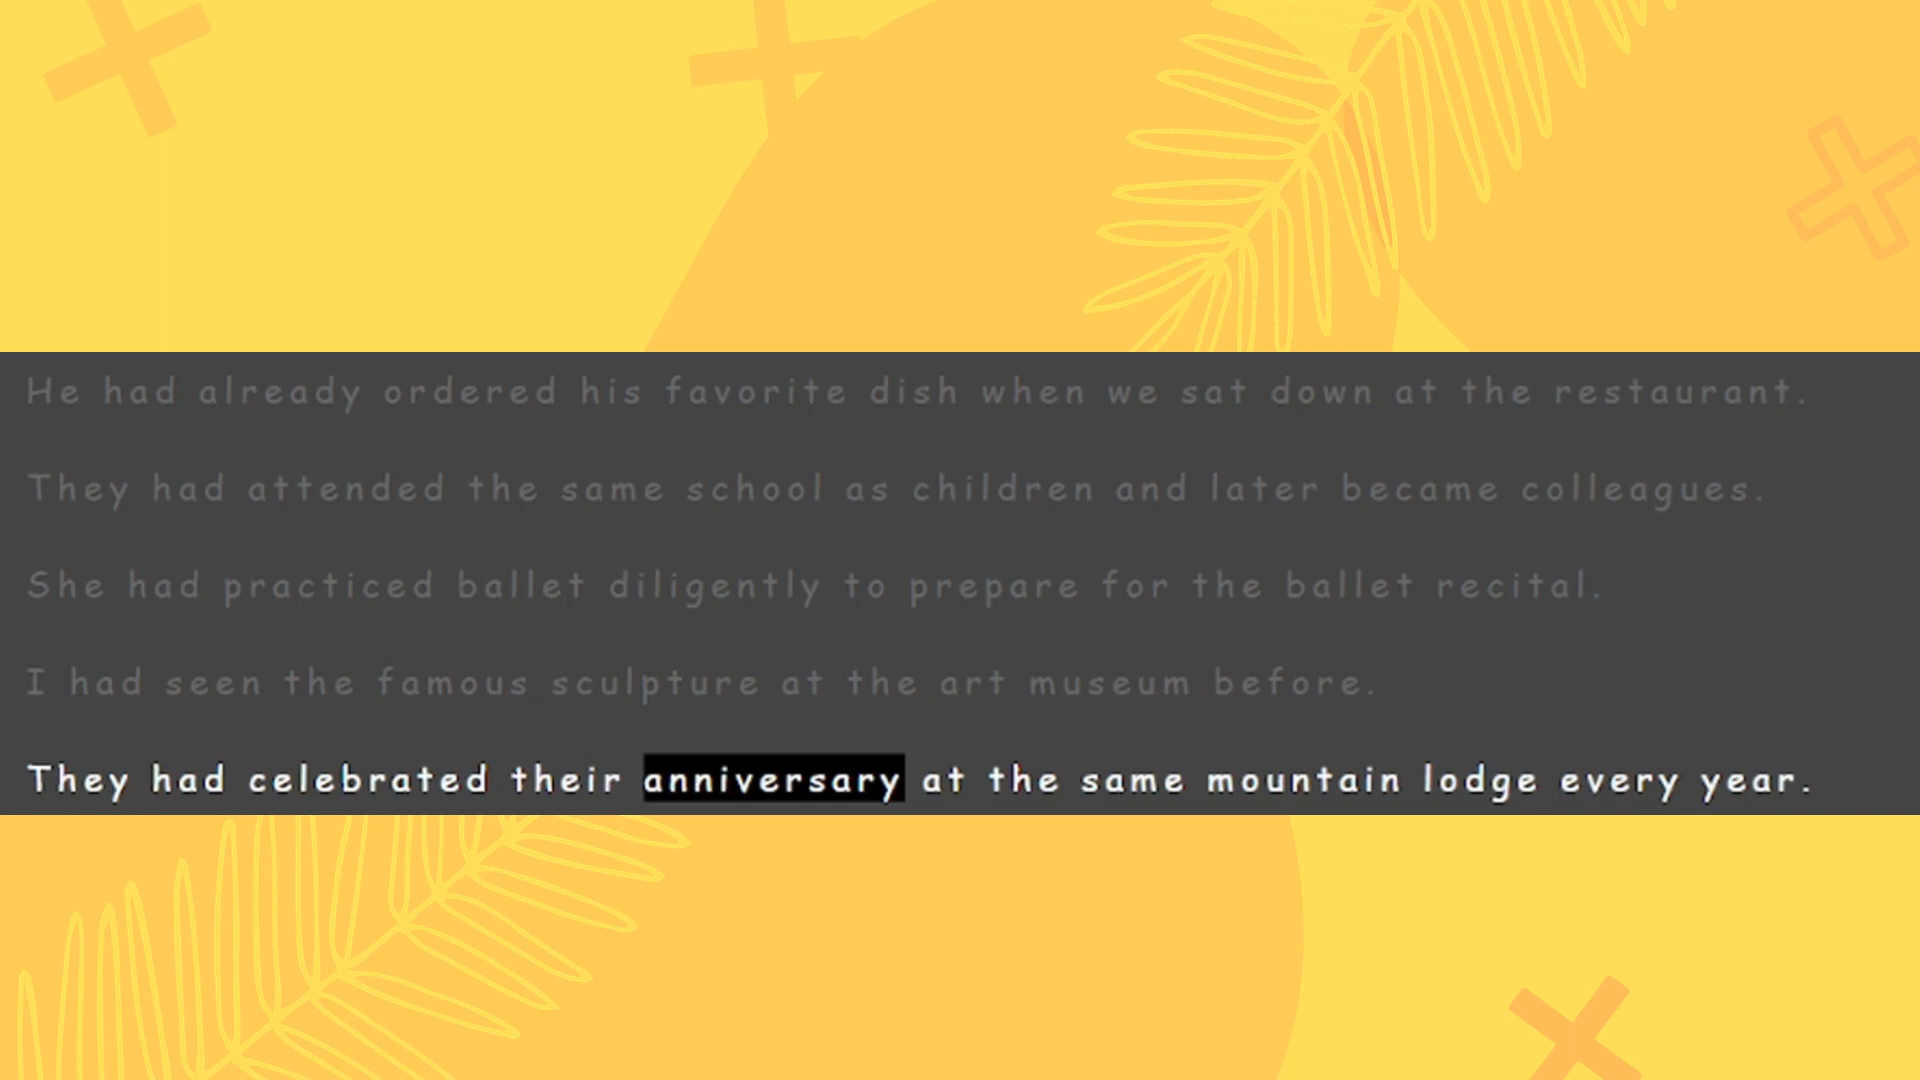 He had already ordered his favorite dish when we sat down at the restaurant.
They had attended the same school as children and later became colleagues.
She had practiced ballet diligently to prepare for the ballet recital.
I had seen the famous sculpture at the art museum before.
They had celebrated their anniversary at the same mountain lodge every year.